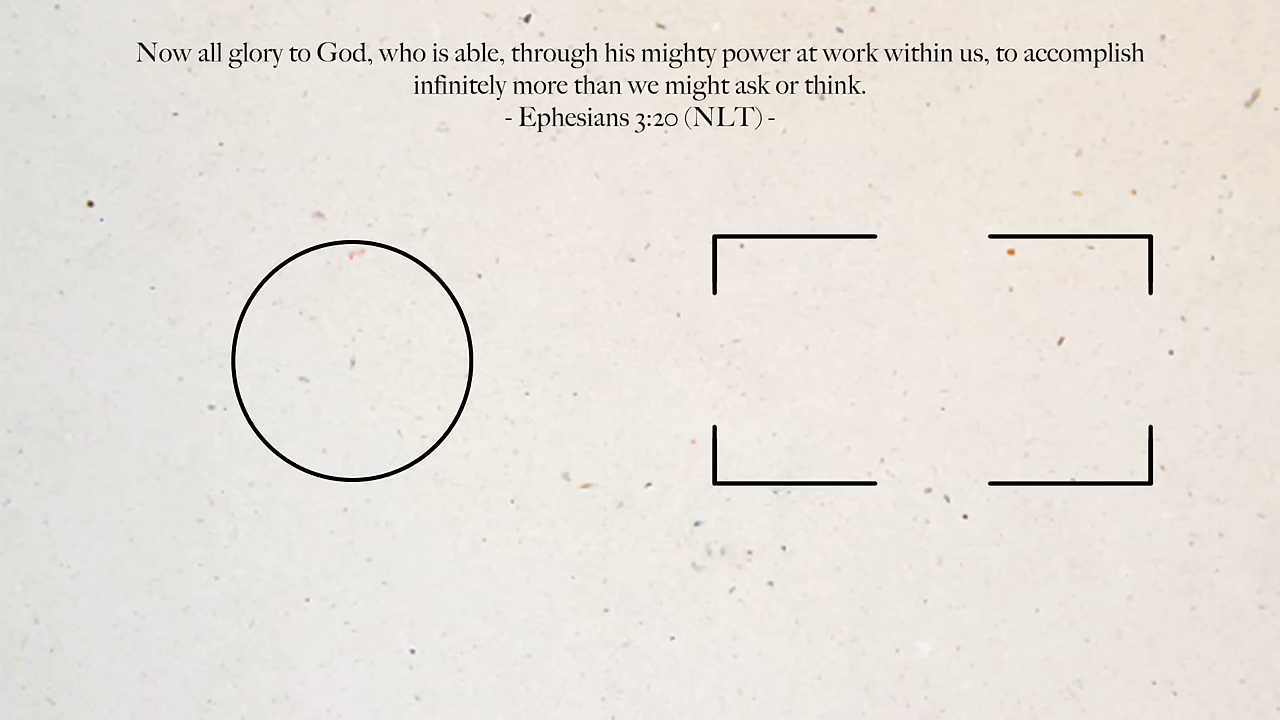 Now all glory to God, who is able, through his mighty power at work within us, to accomplish
infinitely more than we might ask or think.
- Ephesians 3:20 (NLT) -